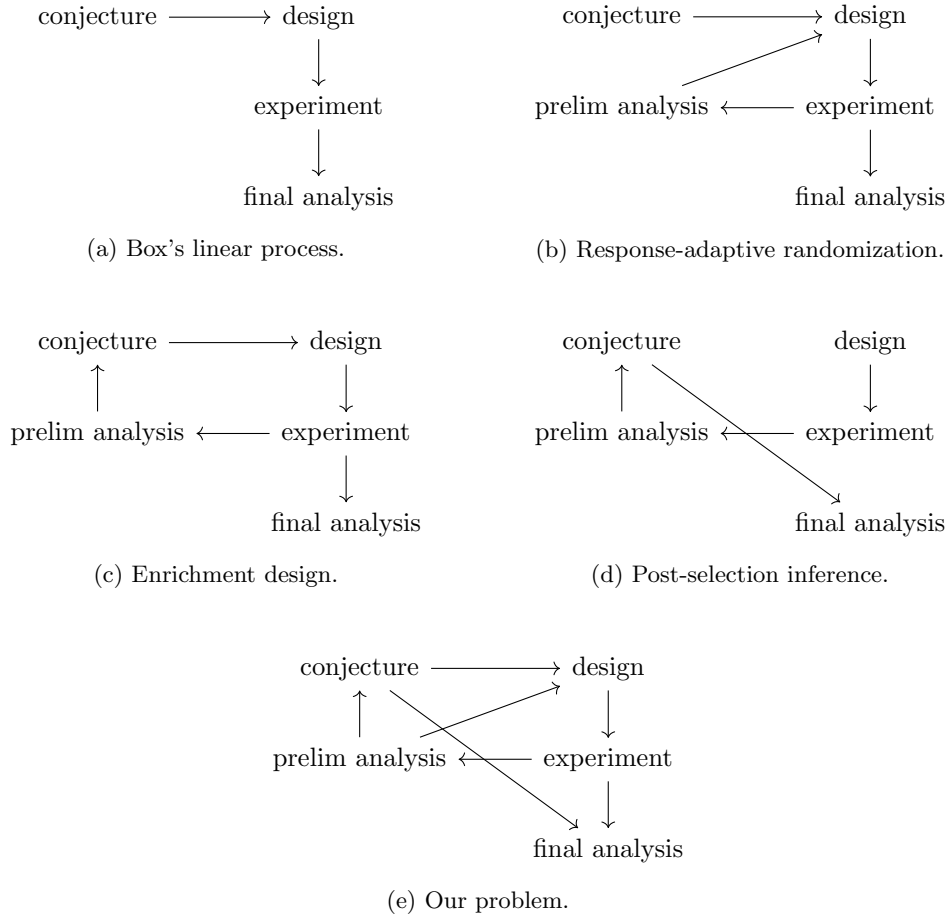 conjecture design
experiment
final analysis
(a) Box's linear process.
conjecture design
prelim analysis experiment
final analysis
(b) Response-adaptive randomization.
conjecture design
prelim analysis experiment
final analysis
(c) Enrichment design.
conjecture design
prelim analysis experiment
final analysis
(d) Post-selection inference.
conjecture design
prelim analysis experiment
final analysis
(e) Our problem.